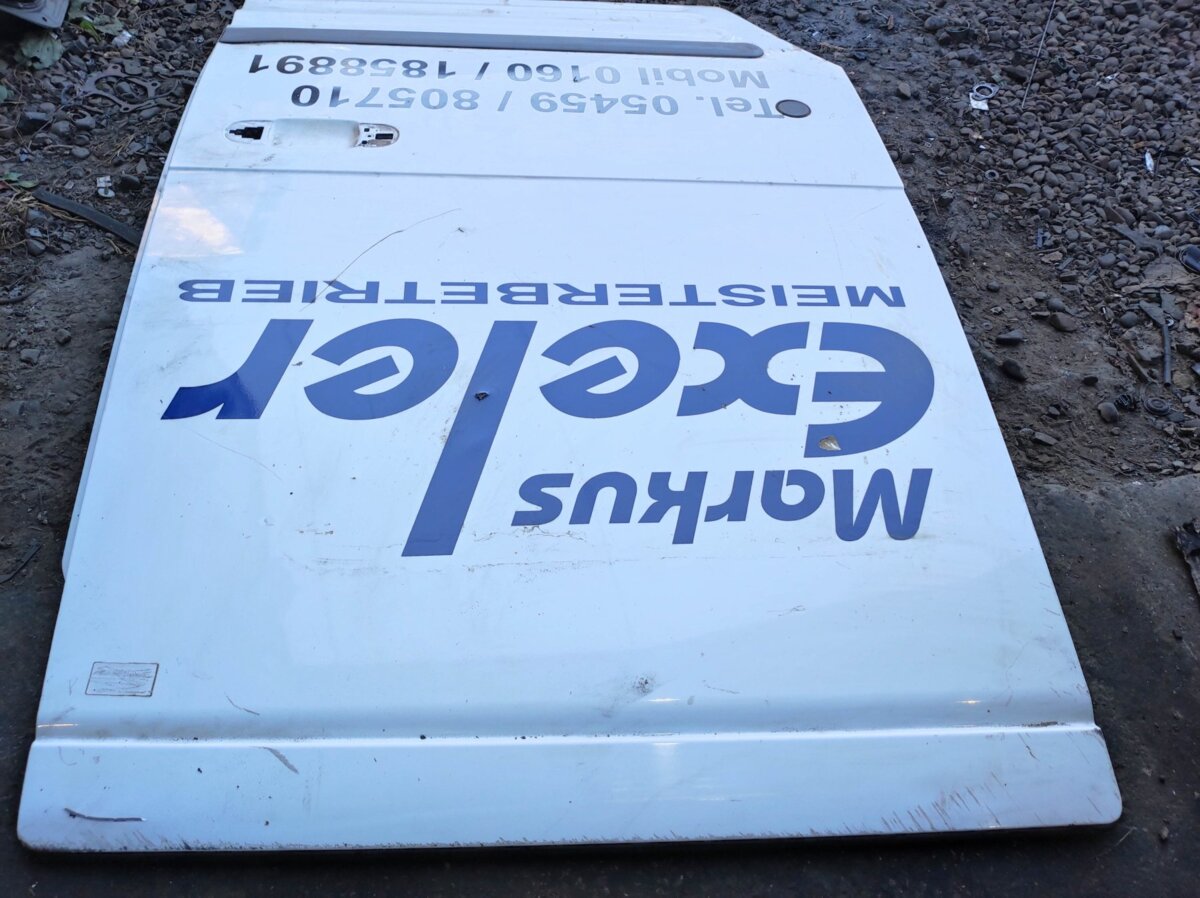 Markus
Exeler
MEISTERBETRIEB
Tel. 05459 / 805710
Mobil 0160 / 1858891